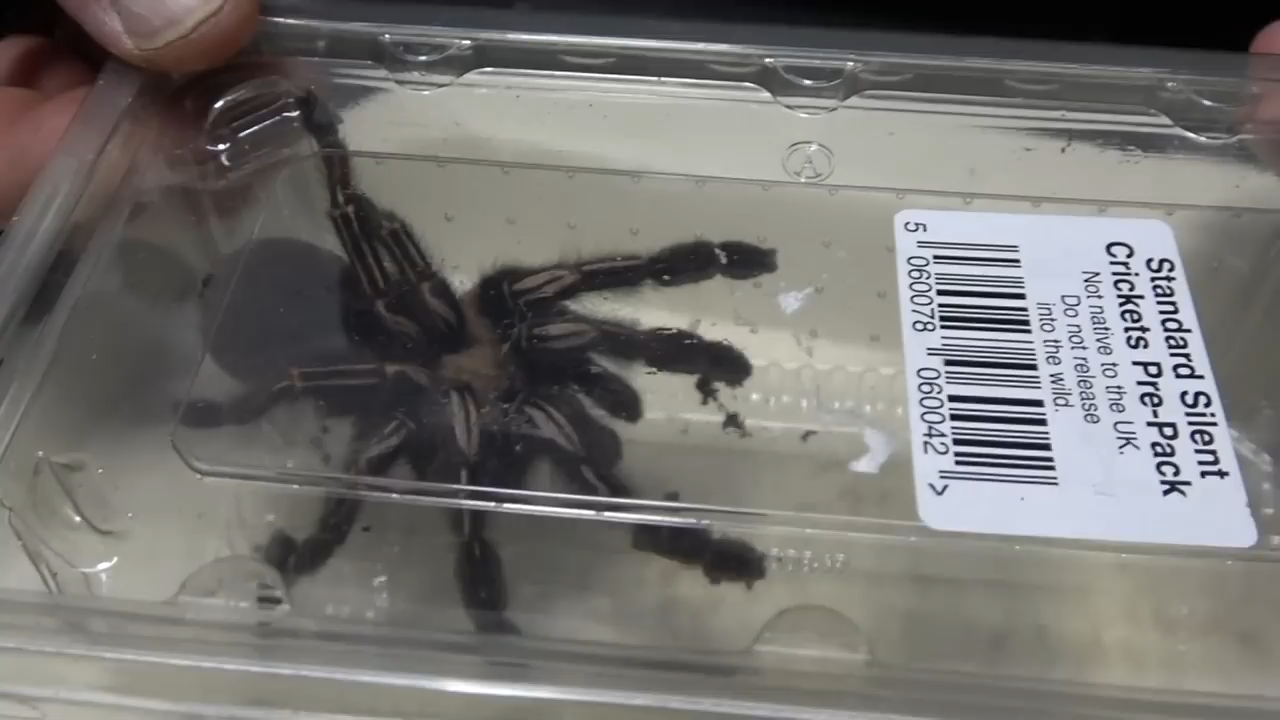 Standard Silent
Crickets Pre-Pack
Not native to the UK.
Do not release
into the wild.
5 060078 060042 >
A